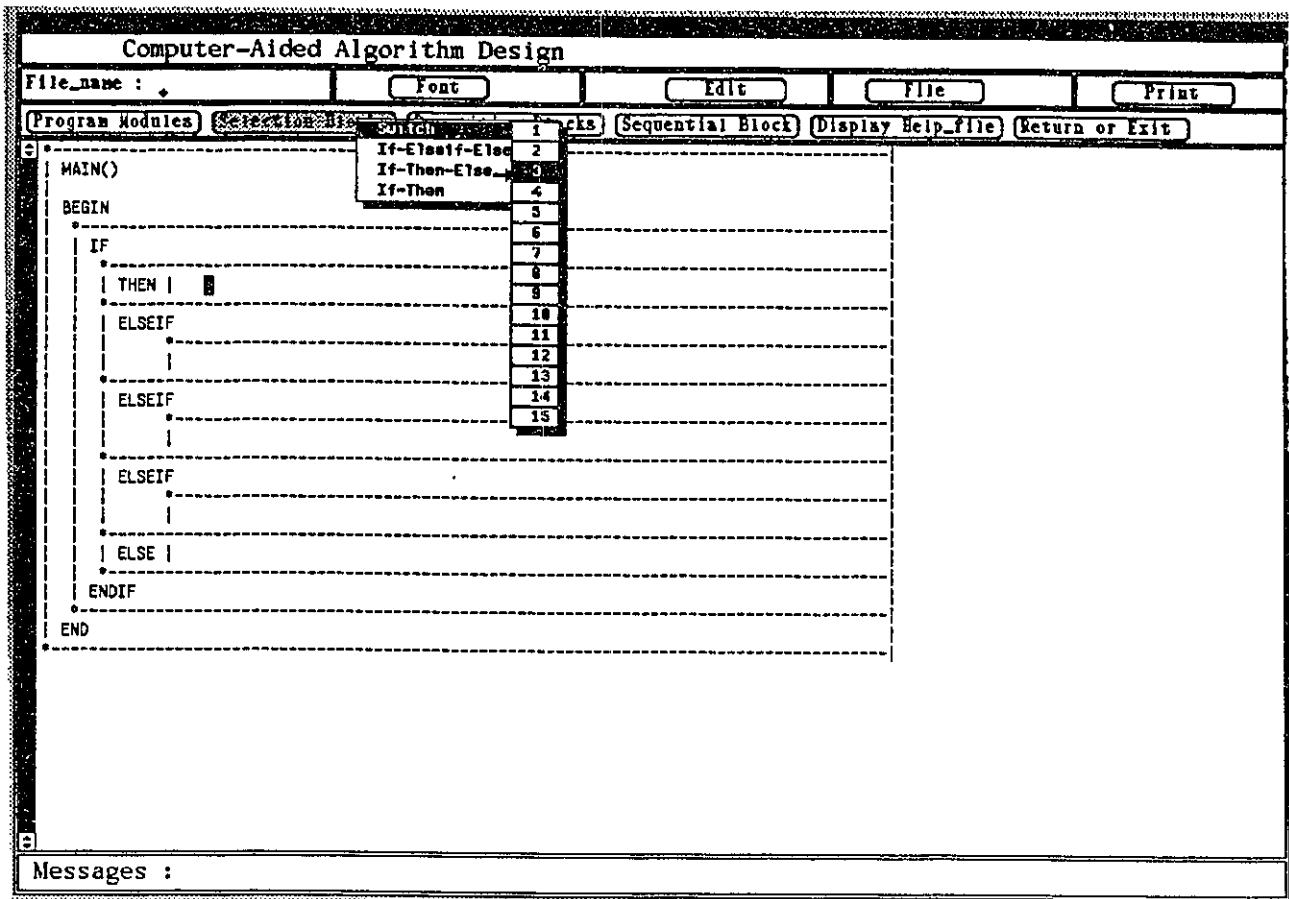 Computer-Aided Algorithm Design
File_name :
Font
Edit
File
Print
Program Modules
Selection
Sequential Block
Display Help_file
Return or Exit
Switch
If-Elseif-Else
If-Then-Else
If-Then
1
2
3
4
5
6
7
8
9
10
11
12
13
14
15
MAIN()
BEGIN
IF
THEN |
ELSEIF
ELSEIF
ELSEIF
ELSE |
ENDIF
END
Messages :